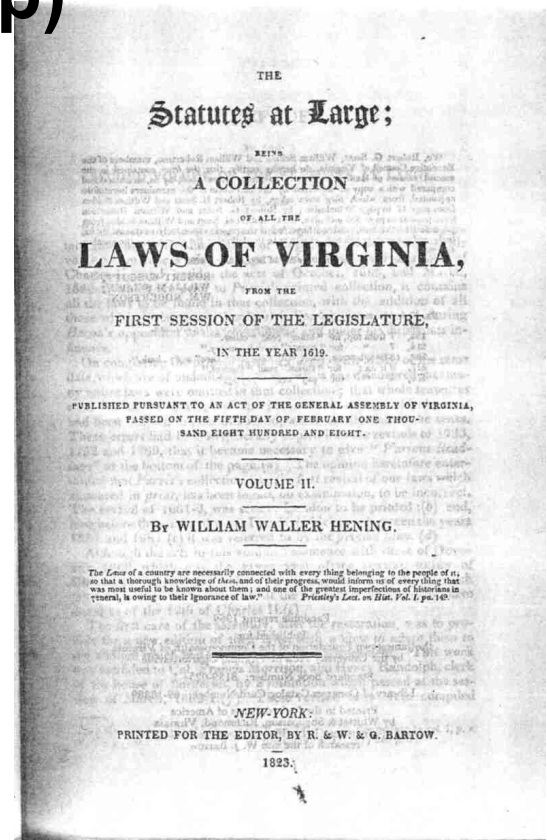 p)
THE
Statutes at Large;
BEING
A COLLECTION
OF ALL THE
LAWS OF VIRGINIA,
FROM THE
FIRST SESSION OF THE LEGISLATURE,
IN THE YEAR 1619.
PUBLISHED PURSUANT TO AN ACT OF THE GENERAL ASSEMBLY OF VIRGINIA,
PASSED ON THE FIFTH DAY OF FEBRUARY ONE THOU-
SAND EIGHT HUNDRED AND EIGHT.
VOLUME II.
By WILLIAM WALLER HENING.
The Laws of a country are necessarily connected with every thing belonging to the people of it;
so that a thorough knowledge of them, and of their progress, would inform us of every thing that
was most useful to be known about them; and one of the greatest imperfections of historians in
general, is owing to their ignorance of law." Priestley's Lect. on Hist. Vol. I. pa. 149.
NEW-YORK:
PRINTED FOR THE EDITOR, BY R. & W. & G. BARTOW.
1823.